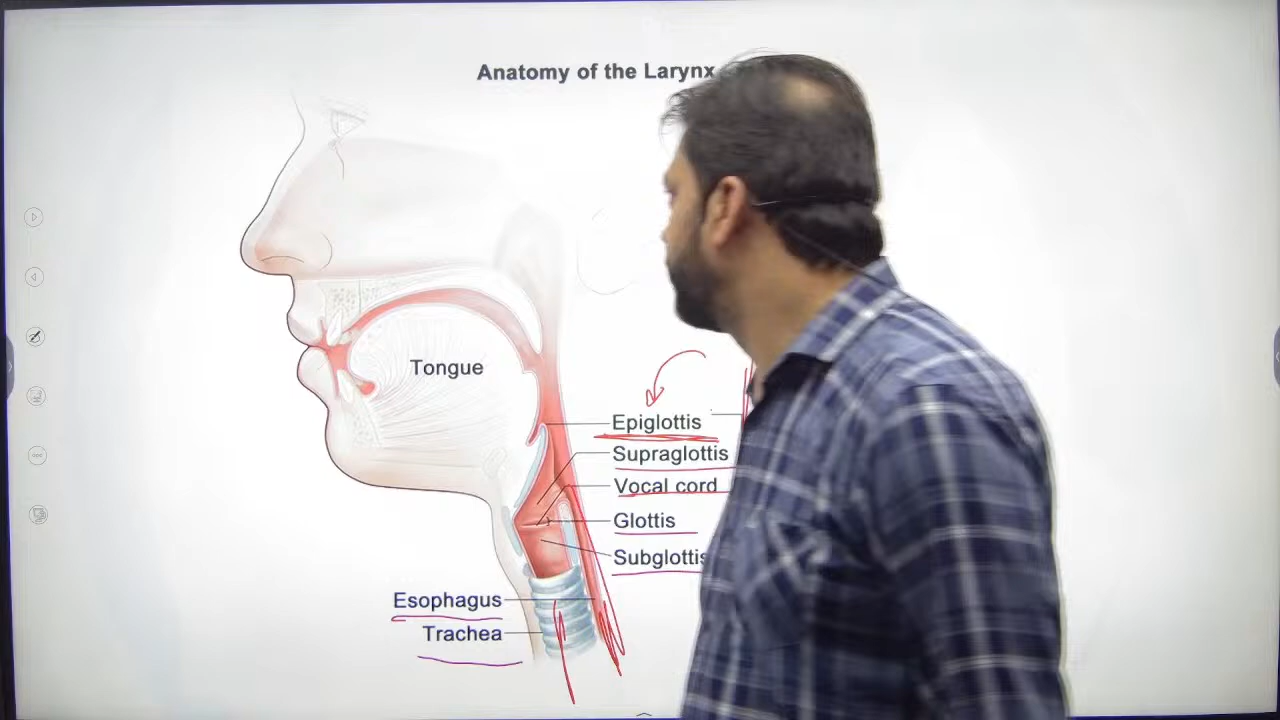 Anatomy of the Larynx
Tongue
Epiglottis
Supraglottis
Vocal cord
Glottis
Subglottis
Esophagus
Trachea